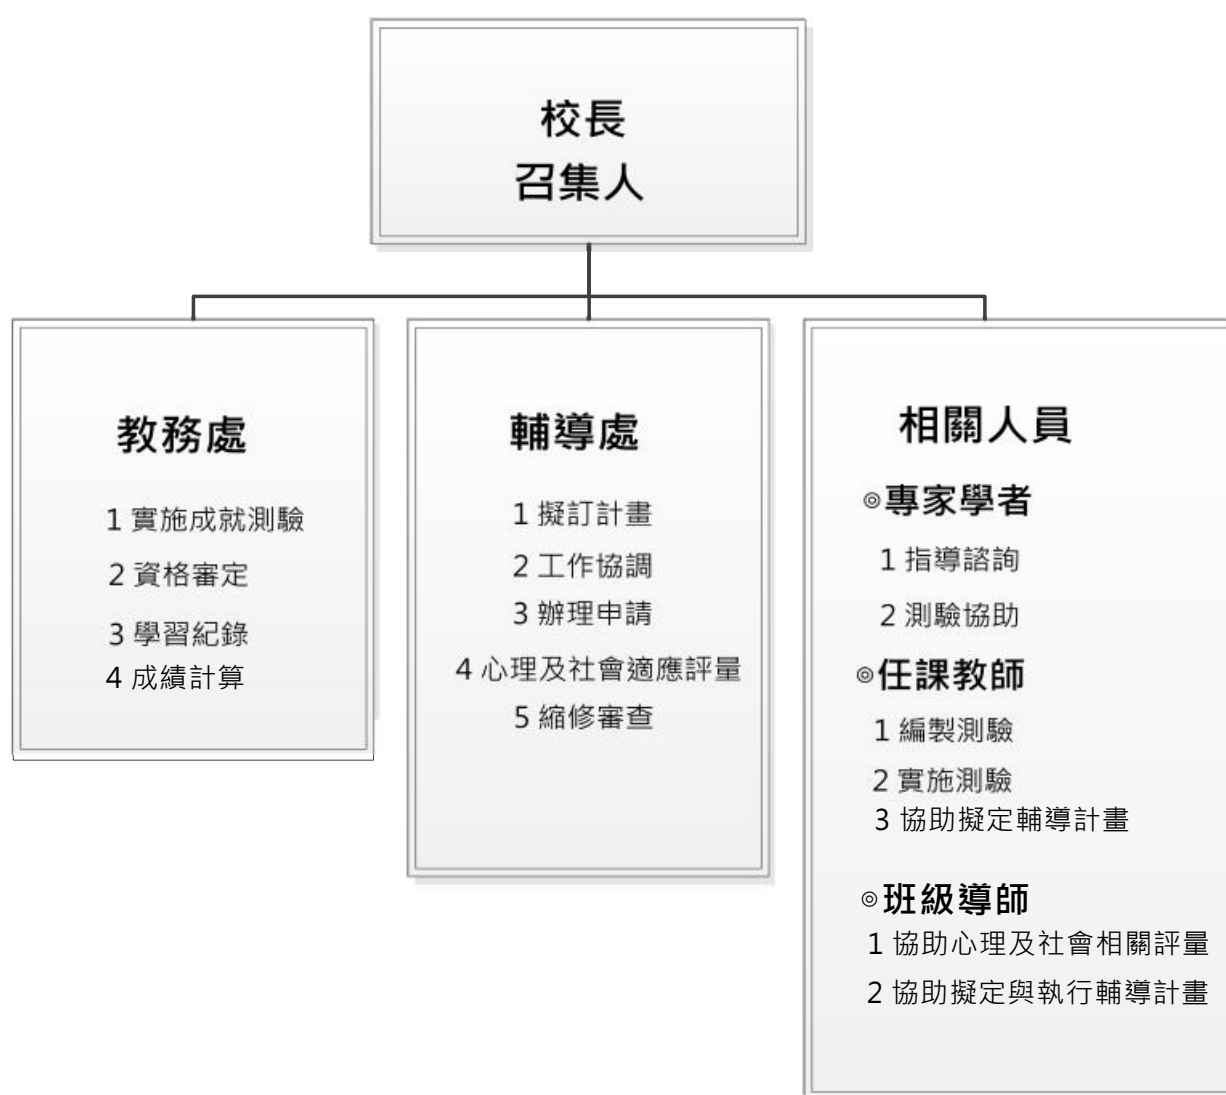 校長
召集人
教務處
1 實施成就測驗
2 資格審定
3 學習紀錄
4 成績計算
輔導處
1 擬訂計畫
2 工作協調
3 辦理申請
4 心理及社會適應評量
5 縮修審查
相關人員
◎專家學者
1 指導諮詢
2 測驗協助
◎任課教師
1 編製測驗
2 實施測驗
3 協助擬定輔導計畫
◎班級導師
1 協助心理及社會相關評量
2 協助擬定與執行輔導計畫